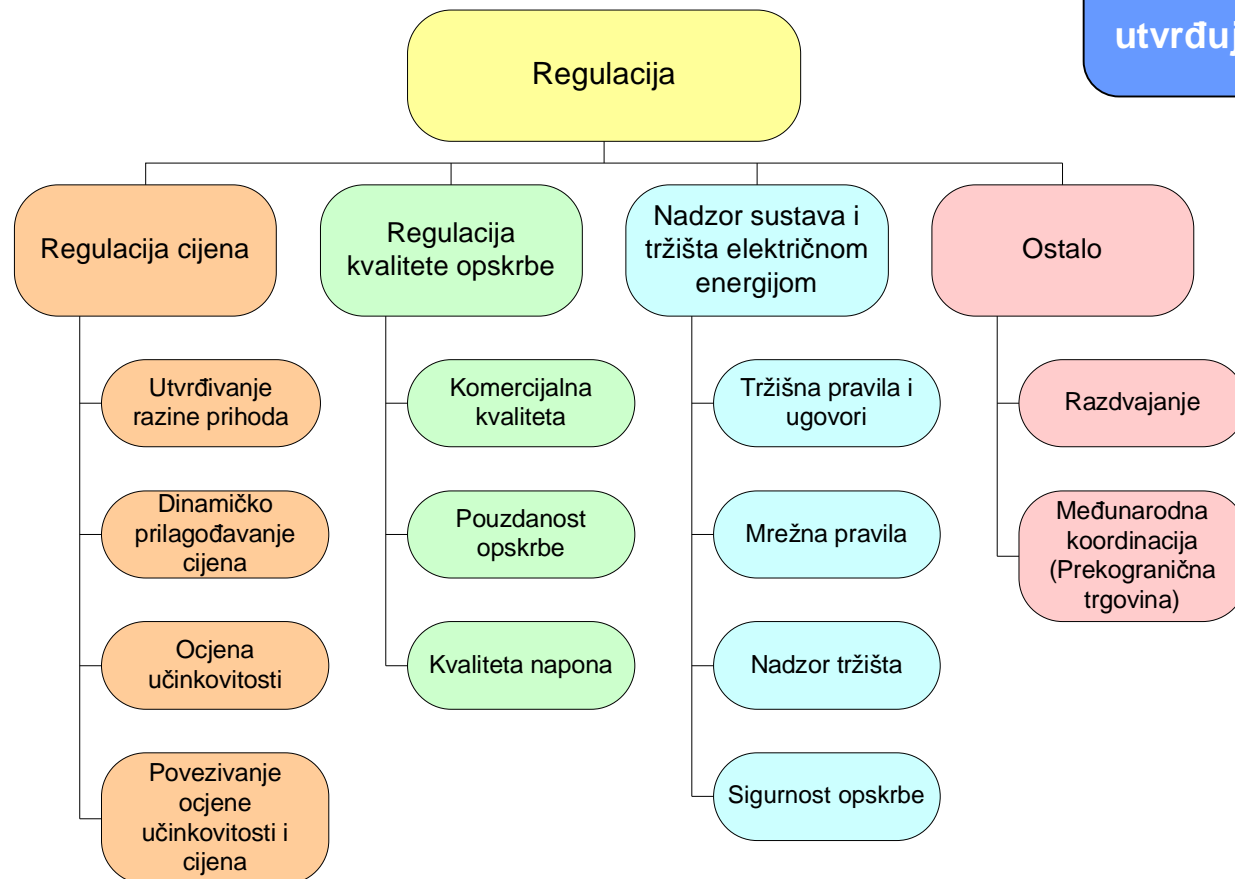 utvrđuj
Regulacija
Regulacija cijena
Regulacija
kvalitete opskrbe
Nadzor sustava i
tržišta električnom
energijom
Ostalo
Utvrđivanje
razine prihoda
Komercijalna
kvaliteta
Tržišna pravila i
ugovori
Razdvajanje
Dinamičko
prilagođavanje
cijena
Pouzdanost
opskrbe
Mrežna pravila
Međunarodna
koordinacija
(Prekogranična
trgovina)
Ocjena
učinkovitosti
Kvaliteta napona
Nadzor tržišta
Povezivanje
ocjene
učinkovitosti i
cijena
Sigurnost opskrbe